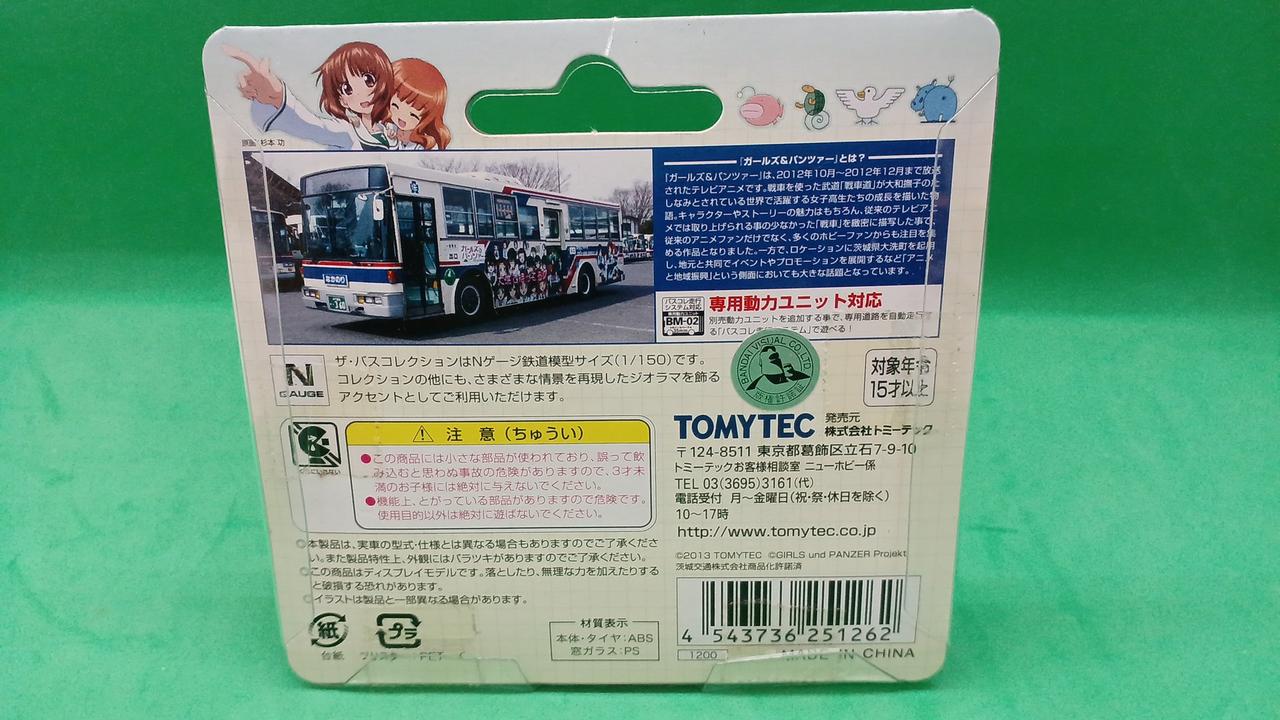 原画 杉本 功
『ガールズ&パンツァー』とは?
『ガールズ&パンツァー』は、2012年10月〜2012年12月まで放送
されたテレビアニメです。戦車を使った武道「戦車道」が大和撫子のた
しなみとされている世界で活躍する女子高生たちの成長を描いた物
語。キャラクターやストーリーの魅力はもちろん、従来のテレビアニ
メでは取り上げられる事の少なかった「戦車」を緻密に描写した事で、
従来のアニメファンだけでなく、多くのホビーファンからも注目を集
める作品となりました。一方で、ロケーションに茨城県大洗町を起用
し、地元と共同でイベントやプロモーションを展開するなど「アニメ
と地域振興」という側面においても大きな話題となっています。
ガールズ&パンツァー
出口
なかのり
バスコレ走行
システム対応
専用動力ユニット
BM-02
専用動力ユニット対応
別売動力ユニットを追加する事で、専用道路を自動走行する
「バスコレ走行システム」で遊べる!
N
GAUGE
ザ・バスコレクションはNゲージ鉄道模型サイズ(1/150)です。
コレクションの他にも、さまざまな情景を再現したジオラマを飾る
アクセントとしてご利用いただけます。
BANDAI VISUAL CO.,LTD.
版権許諾証
対象年令
15才以上
注 意(ちゅうい)
●この商品には小さな部品が使われており、誤って飲
み込むと思わぬ事故の危険がありますので、3才未
満のお子様には絶対に与えないでください。
●機能上、とがっている部品がありますので危険です。
使用目的以外は絶対に遊ばないでください。
TOMYTEC
発売元
株式会社トミーテック
〒124-8511 東京都葛飾区立石7-9-10
トミーテックお客様相談室 ニューホビー係
TEL 03(3695)3161(代)
電話受付 月〜金曜日(祝・祭・休日を除く)
10〜17時
http://www.tomytec.co.jp
©2013 TOMYTEC ©GIRLS und PANZER Projekt
茨城交通株式会社商品化許諾済
○本製品は、実車の型式・仕様とは異なる場合もありますのでご了承くださ
い。また製品特性上、外観にはバラツキがありますのでご了承ください。
○この商品はディスプレイモデルです。落としたり、無理な力を加えたりする
と破損する恐れがあります。
○イラストは製品と一部異なる場合があります。
紙
台紙
プラ
ブリスター PET
材質表示
本体・タイヤ:ABS
窓ガラス:PS
4 543736 251262
1200
MADE IN CHINA